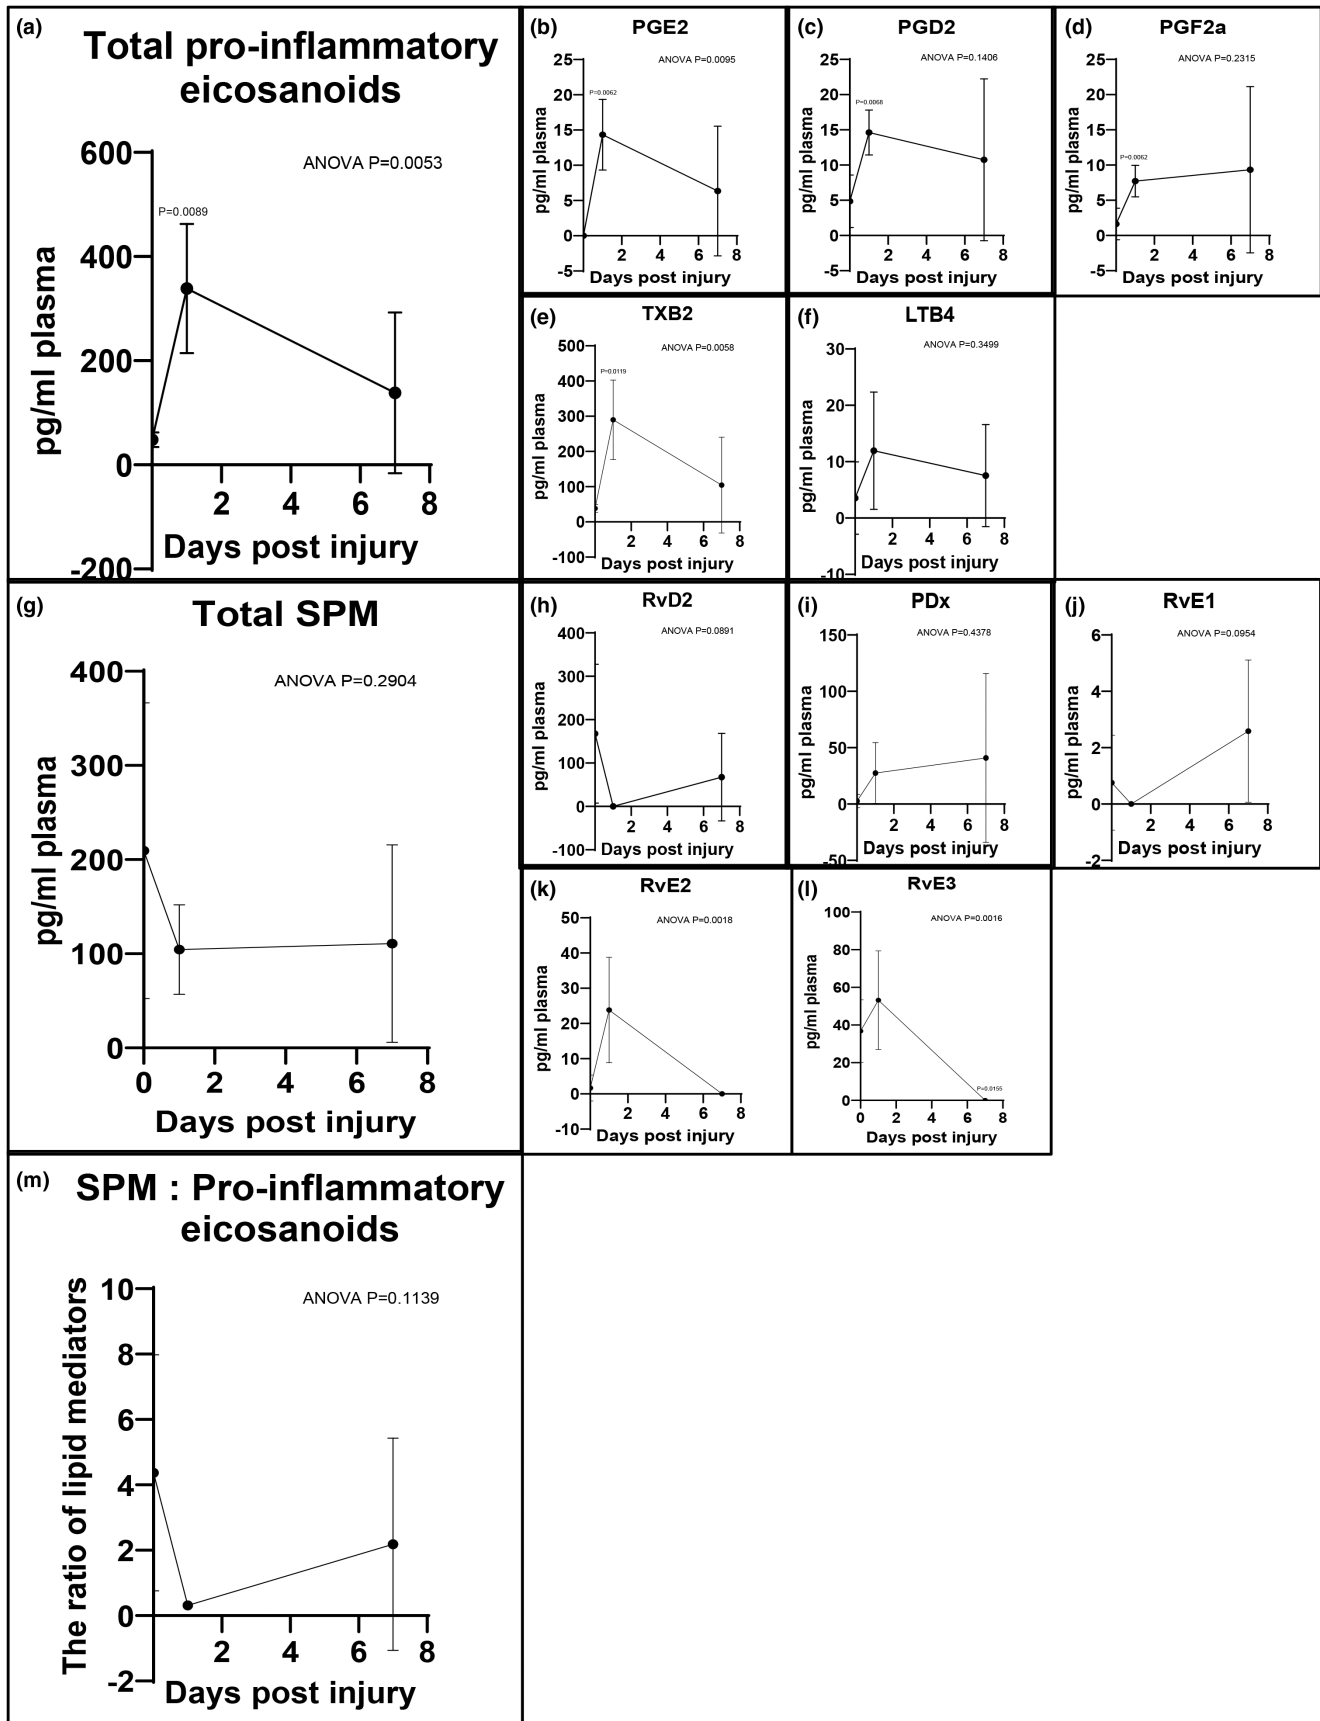 (a)
Total pro-inflammatory
eicosanoids
ANOVA P=0.0053
P=0.0089
600
400
200
0
-200
2 4 6 8
pg/ml plasma
Days post injury
(b)
PGE2
ANOVA P=0.0095
P=0.0062
25
20
15
10
5
0
-5
2 4 6 8
pg/ml plasma
Days post injury
(c)
PGD2
ANOVA P=0.1406
P=0.0068
25
20
15
10
5
0
-5
2 4 6 8
pg/ml plasma
Days post injury
(d)
PGF2a
ANOVA P=0.2315
P=0.0062
25
20
15
10
5
0
-5
2 4 6 8
pg/ml plasma
Days post injury
(e)
TXB2
ANOVA P=0.0058
P=0.0119
500
400
300
200
100
0
-100
2 4 6 8
pg/ml plasma
Days post injury
(f)
LTB4
ANOVA P=0.3499
30
20
10
0
-10
2 4 6 8
pg/ml plasma
Days post injury
(g)
Total SPM
ANOVA P=0.2904
400
300
200
100
0
0 2 4 6 8
pg/ml plasma
Days post injury
(h)
RvD2
ANOVA P=0.0891
400
300
200
100
0
-100
2 4 6 8
pg/ml plasma
Days post injury
(i)
PDx
ANOVA P=0.4378
150
100
50
0
-50
2 4 6 8
pg/ml plasma
Days post injury
(j)
RvE1
ANOVA P=0.0954
6
4
2
0
-2
2 4 6 8
pg/ml plasma
Days post injury
(k)
RvE2
ANOVA P=0.0018
50
40
30
20
10
0
-10
2 4 6 8
pg/ml plasma
Days post injury
(l)
RvE3
ANOVA P=0.0016
P=0.0155
100
80
60
40
20
0
0 2 4 6 8
pg/ml plasma
Days post injury
(m)
SPM : Pro-inflammatory
eicosanoids
ANOVA P=0.1139
10
8
6
4
2
0
-2
2 4 6 8
The ratio of lipid mediators
Days post injury